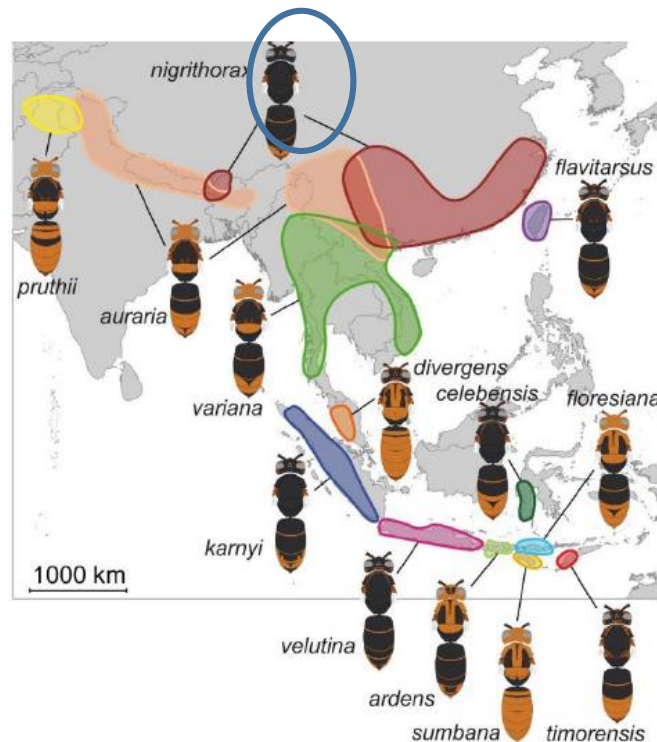 nigrithorax
flavitarsus
pruthii
auraria
variana
divergens
celebensis
floresiana
karnyi
1000 km
velutina
ardens
sumbana
timorensis